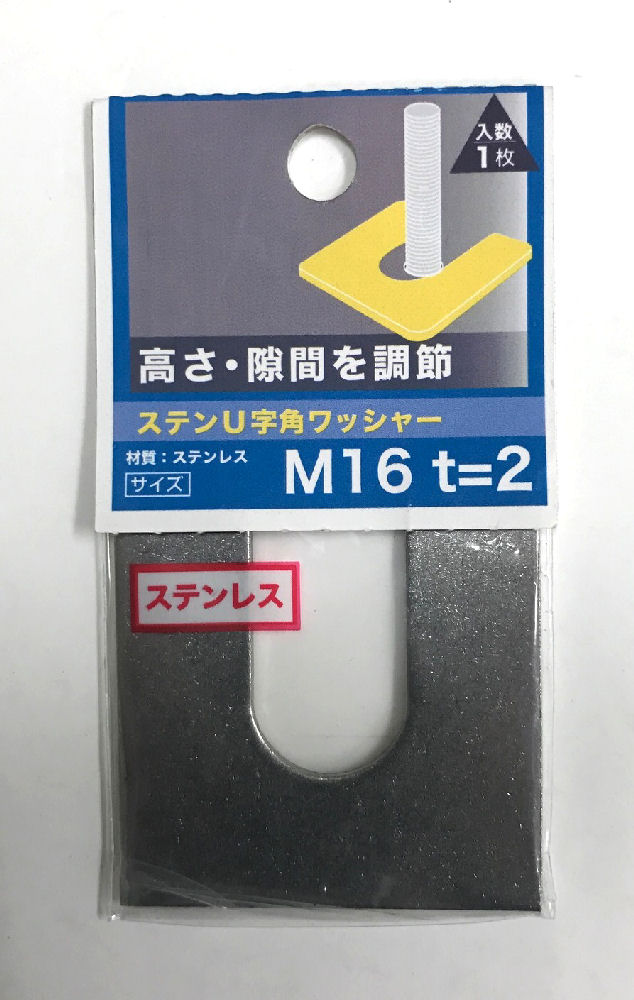 入数
1枚
高さ・隙間を調節
ステンU字角ワッシャー
材質：ステンレス
サイズ
M16 t=2
ステンレス